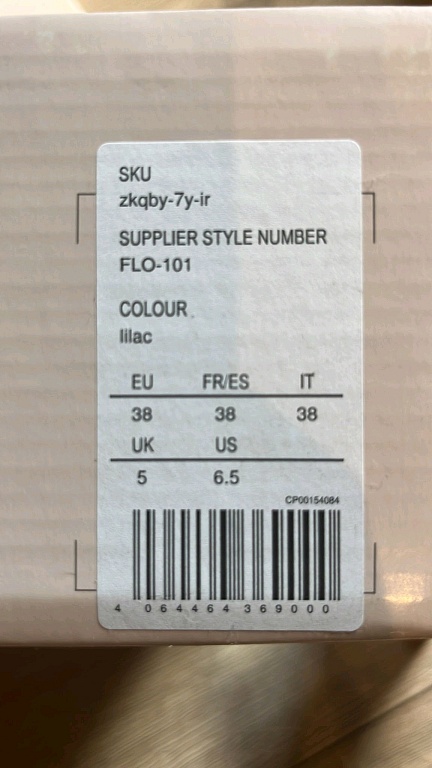 SKU
zkqby-7y-ir
SUPPLIER STYLE NUMBER
FLO-101
COLOUR
lilac
EU FR/ES IT
38 38 38
UK US
5 6.5
CP00154084
4 064464 369000